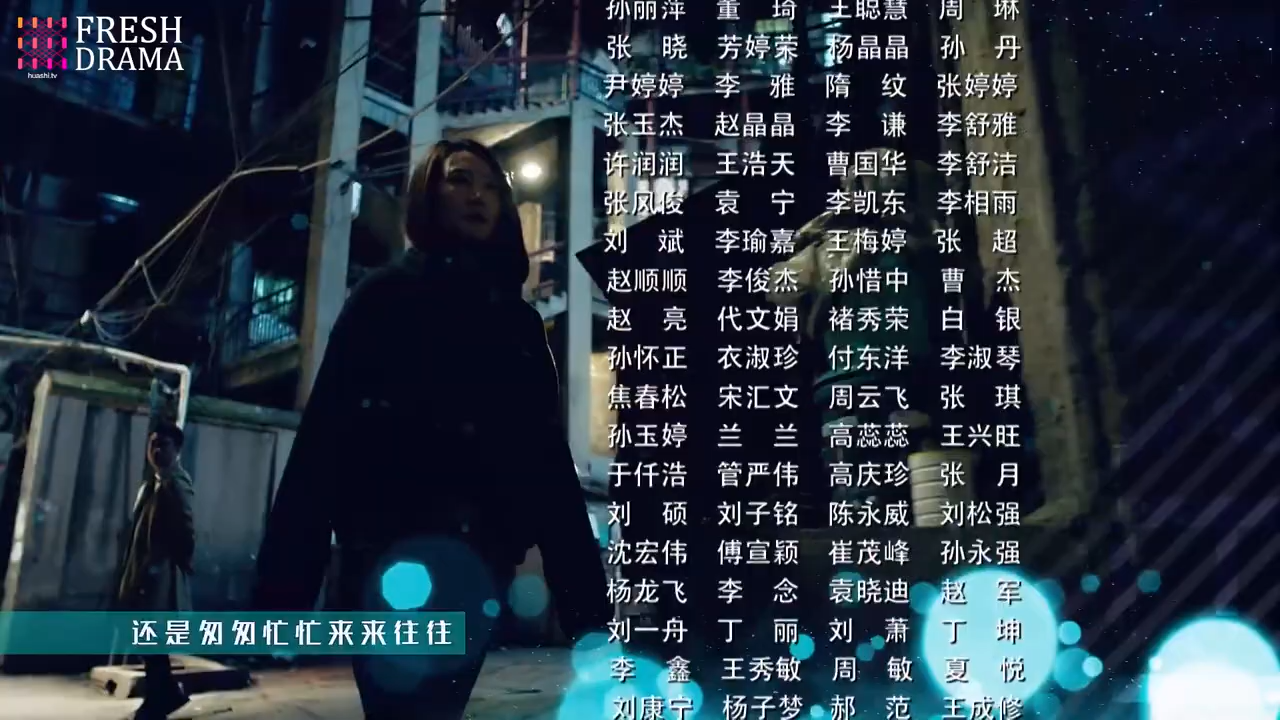 FRESH
DRAMA
huashi.tv
孙丽萍 董 琦 王聪慧 周 琳
张 晓 芳婷荣 杨晶晶 孙 丹
尹婷婷 李 雅 隋 纹 张婷婷
张玉杰 赵晶晶 李 谦 李舒雅
许润润 王浩天 曹国华 李舒洁
张风俊 袁 宁 李凯东 李相雨
刘 斌 李瑜嘉 王梅婷 张 超
赵顺顺 李俊杰 孙惜中 曹 杰
赵 亮 代文娟 褚秀荣 白 银
孙怀正 衣淑珍 付东洋 李淑琴
焦春松 宋汇文 周云飞 张 琪
孙玉婷 兰 兰 高蕊蕊 王兴旺
于仟浩 管严伟 高庆珍 张 月
刘 硕 刘子铭 陈永威 刘松强
沈宏伟 傅宣颖 崔茂峰 孙永强
杨龙飞 李 念 袁晓迪 赵 军
刘一舟 丁 丽 刘 萧 丁 坤
李 鑫 王秀敏 周 敏 夏 悦
刘康宁 杨子梦 郝 范 王成修
还是匆匆忙忙来来往往